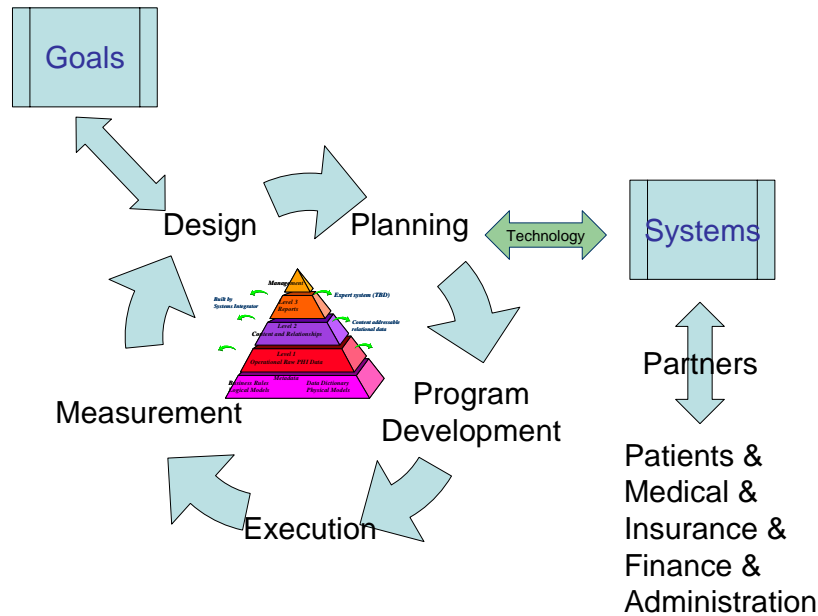 Goals
Design
Planning
Technology
Systems
Management
Built by
Systems Integrator
Expert system (TBD)
Level 3
Reports
Level 2
Content and Relationships
Content addressable
relational data
Level 1
Operational Raw PHI Data
Metadata
Business Rules
Logical Models
Data Dictionary
Physical Models
Partners
Measurement
Program
Development
Execution
Patients &
Medical &
Insurance &
Finance &
Administration